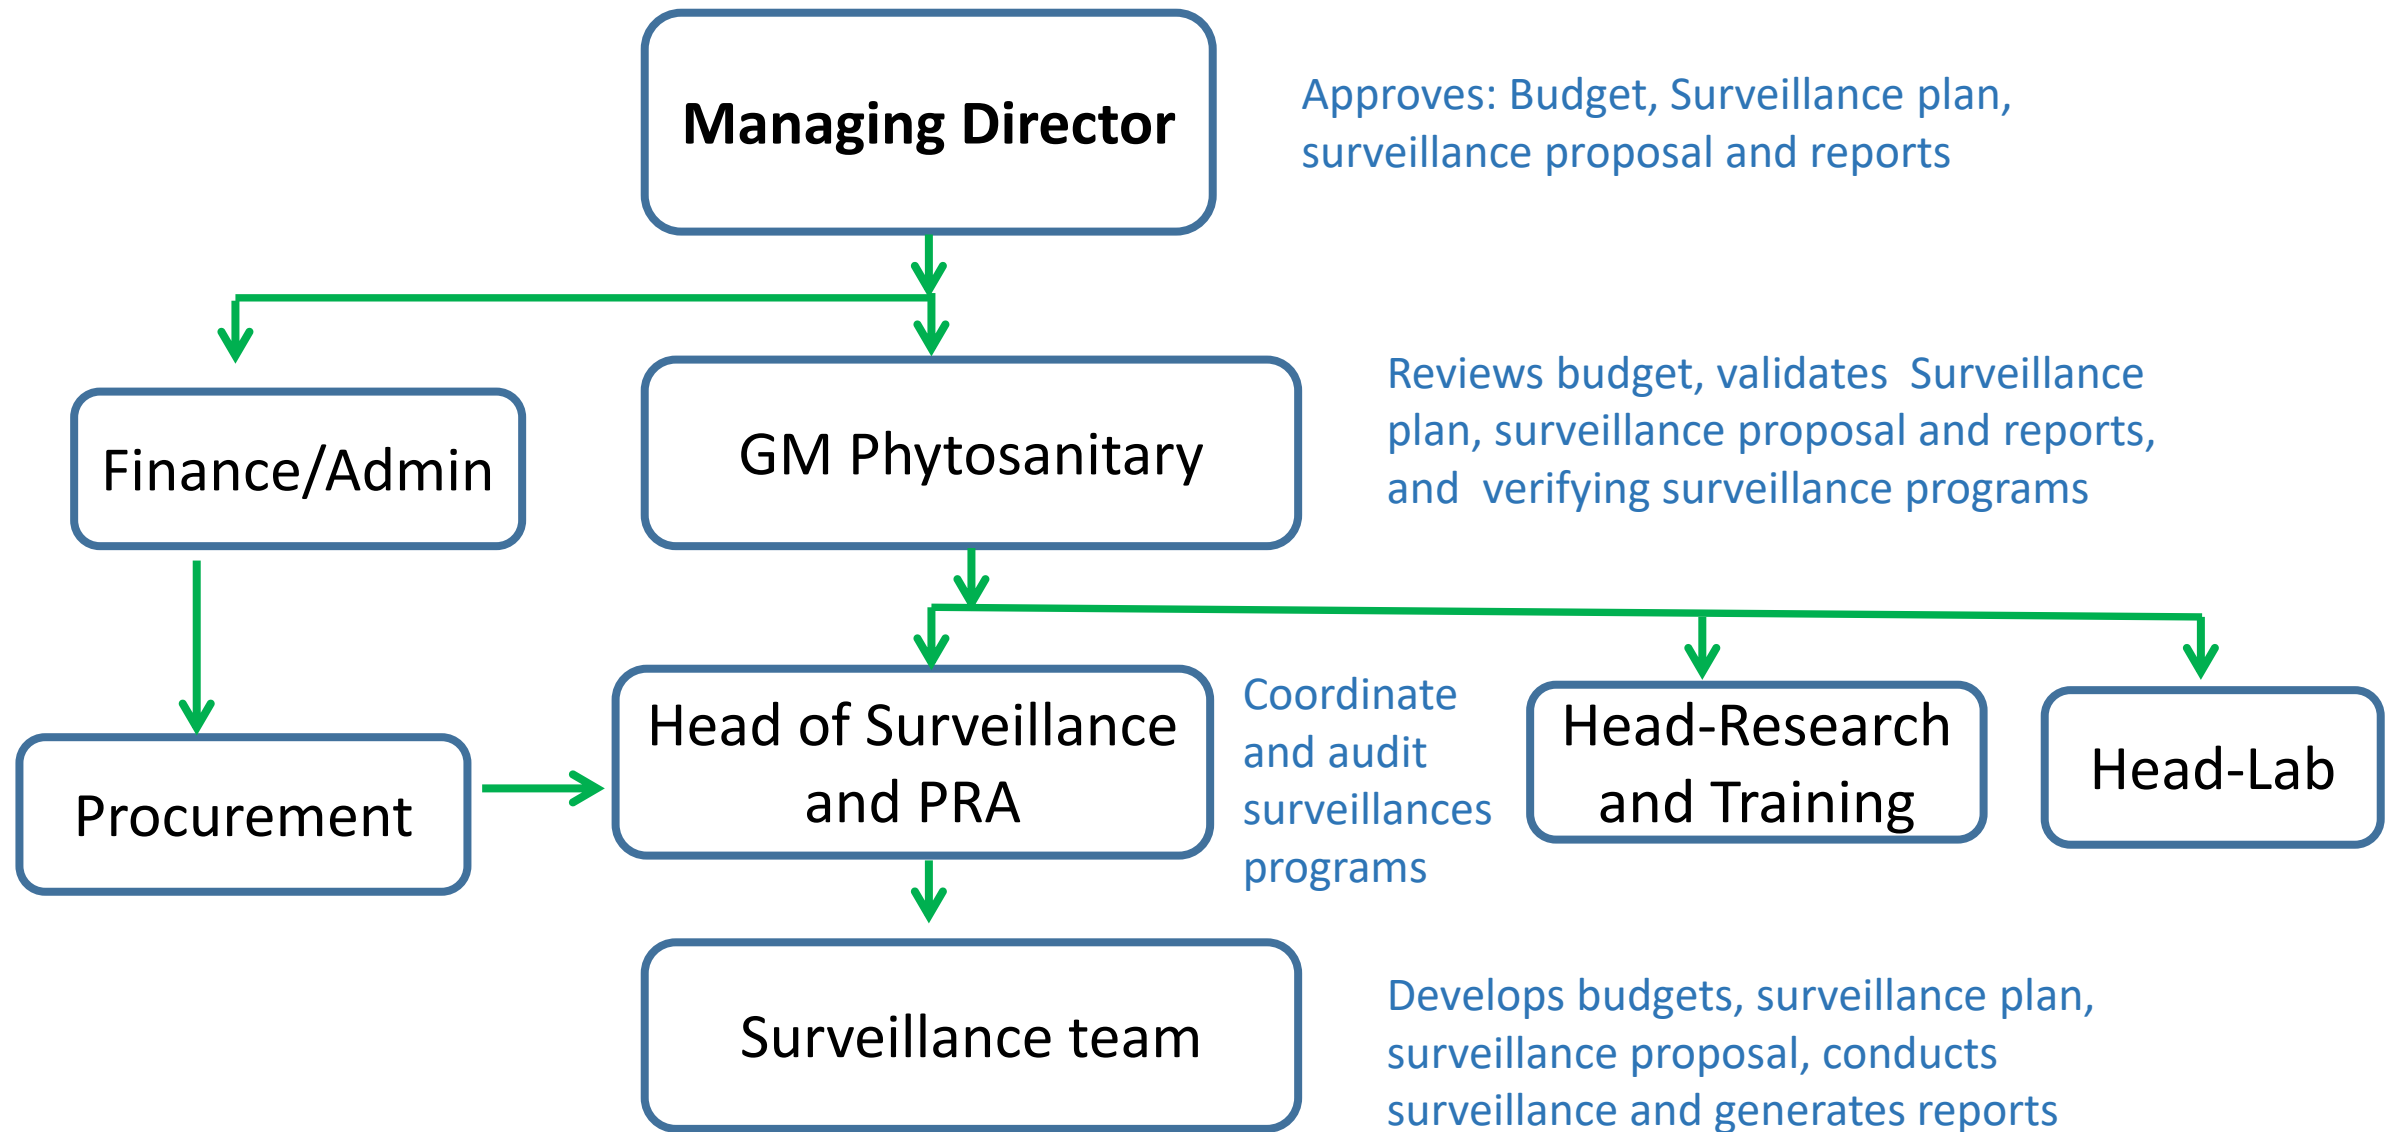 Managing Director
Approves: Budget, Surveillance plan,
surveillance proposal and reports
Finance/Admin
GM Phytosanitary
Reviews budget, validates  Surveillance
plan, surveillance proposal and reports,
and  verifying surveillance programs
Procurement
Head of Surveillance
and PRA
Coordinate
and audit
surveillances
programs
Head-Research
and Training
Head-Lab
Surveillance team
Develops budgets, surveillance plan,
surveillance proposal, conducts
surveillance and generates reports